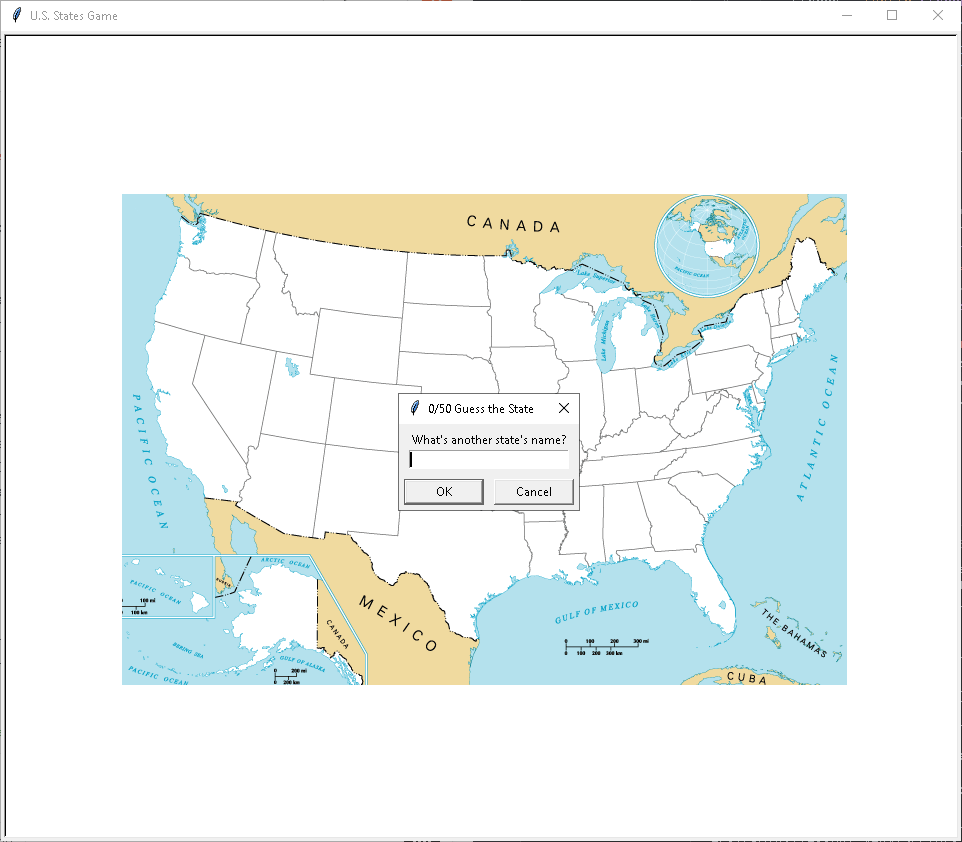 U.S. States Game
CANADA
Lake Superior
PACIFIC OCEAN
Lake Michigan
0/50 Guess the State
What's another state's name?
OK
Cancel
PACIFIC OCEAN
ATLANTIC OCEAN
ARCTIC OCEAN
RUSSIA
PACIFIC OCEAN
100 mi
100 km
CANADA
MEXICO
BERING SEA
GULF OF ALASKA
PACIFIC OCEAN
0 200 mi
0 200 km
GULF OF MEXICO
0 100 200 300 mi
0 100 200 300 km
THE BAHAMAS
CUBA